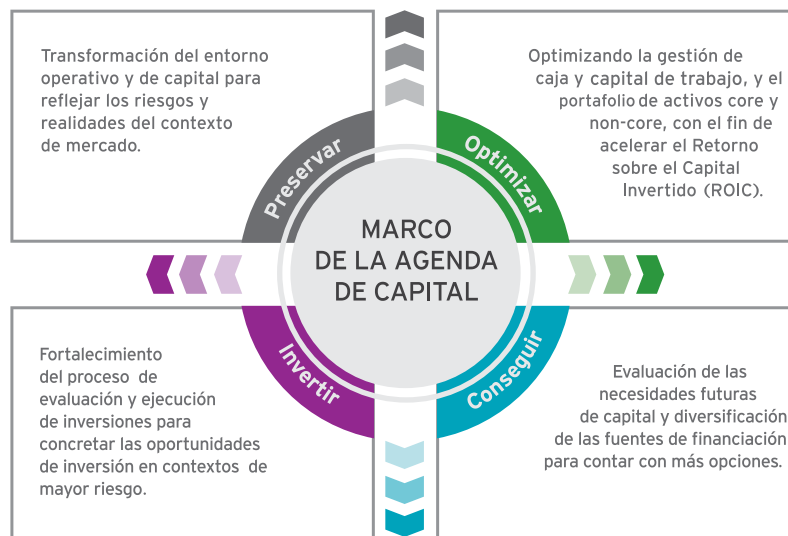 Transformación del entorno
operativo y de capital para
reflejar los riesgos y
realidades del contexto
de mercado.
Optimizando la gestión de
caja y capital de trabajo, y el
portafolio de activos core y
non-core, con el fin de
acelerar el Retorno
sobre el Capital
Invertido (ROIC).
Preservar
Optimizar
MARCO
DE LA AGENDA
DE CAPITAL
Invertir
Conseguir
Fortalecimiento
del proceso de
evaluación y ejecución
de inversiones para
concretar las oportunidades
de inversión en contextos de
mayor riesgo.
Evaluación de las
necesidades futuras
de capital y diversificación
de las fuentes de financiación
para contar con más opciones.